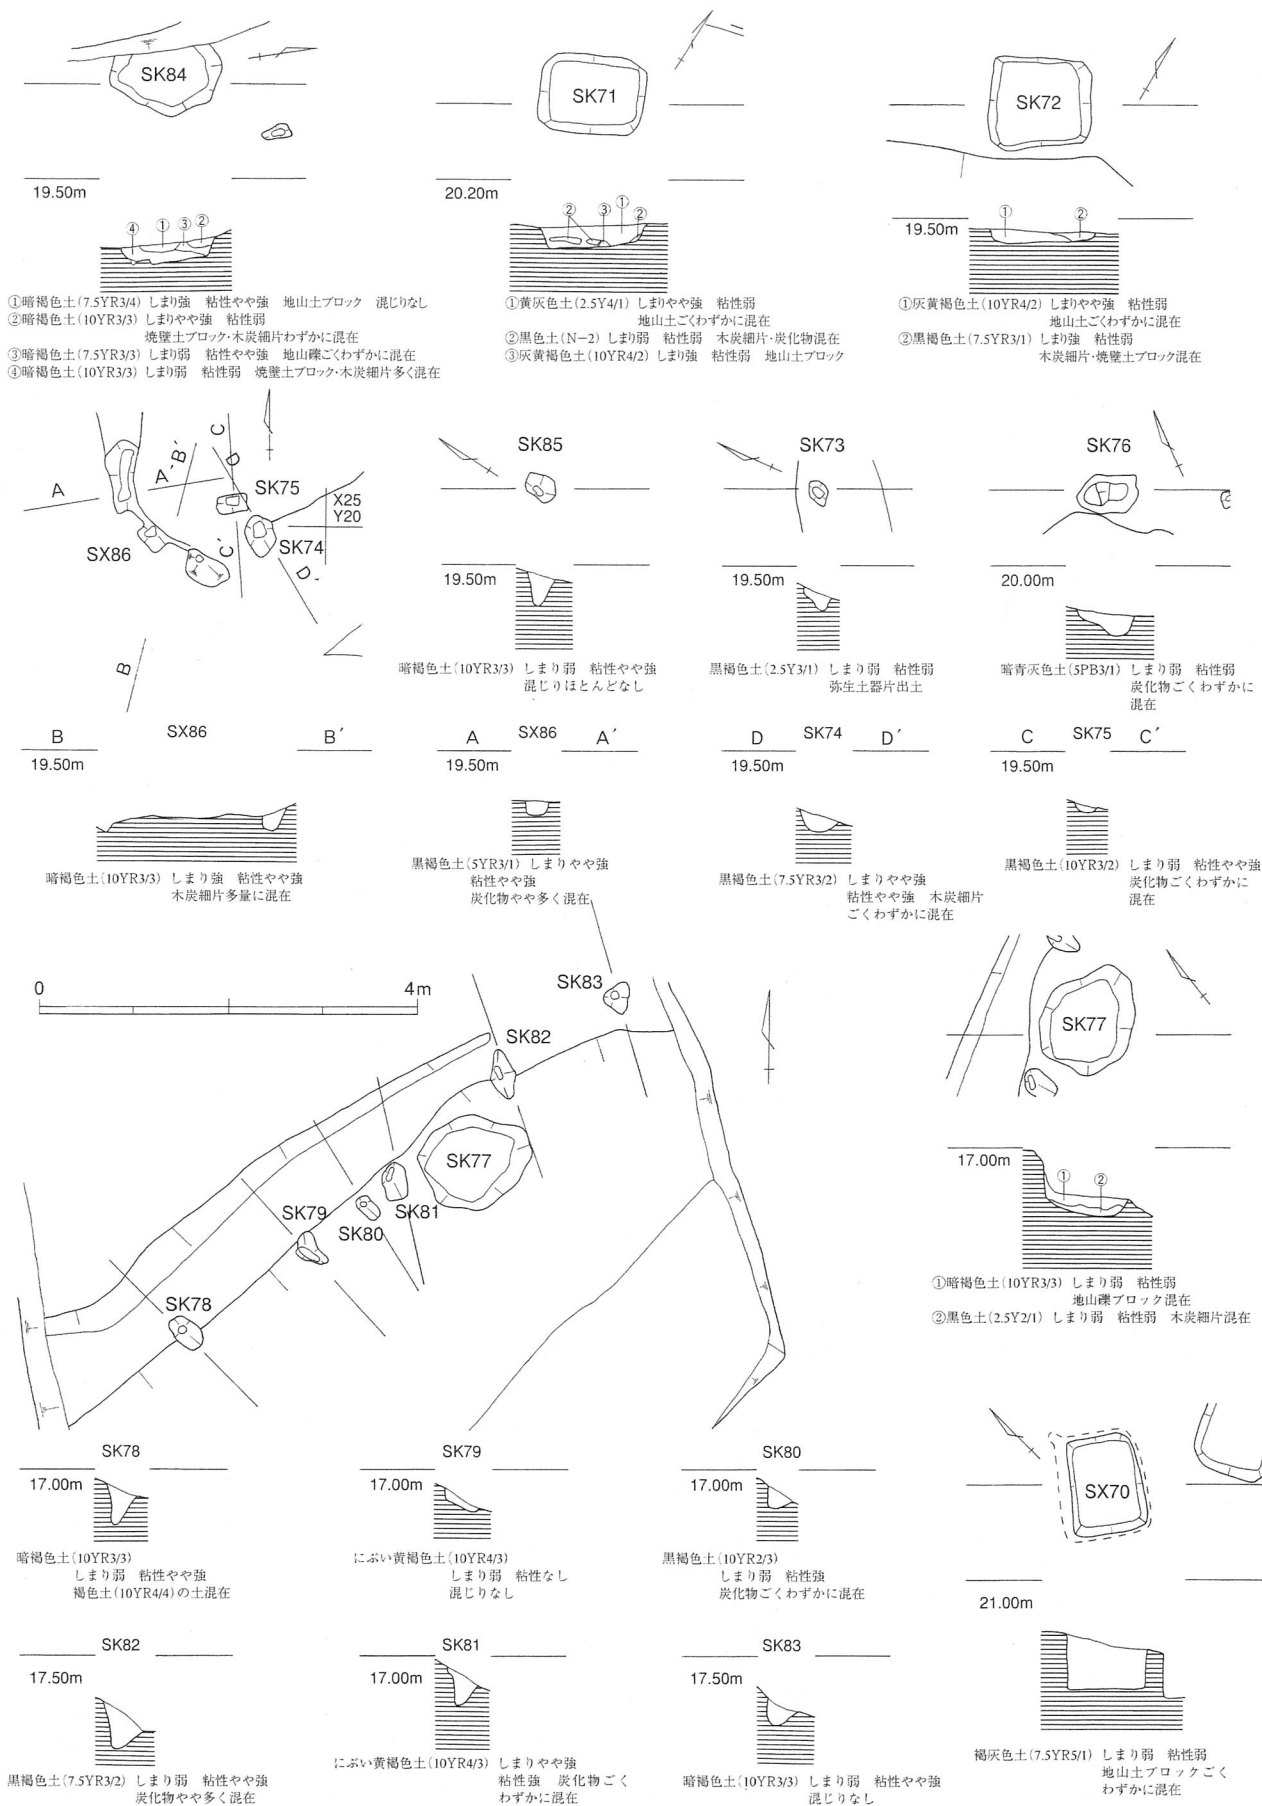 SK84
19.50m
④ ① ③ ②
①暗褐色土(7.5YR3/4) しまり強 粘性やや強 地山土ブロック 混じりなし
②暗褐色土(10YR3/3) しまりやや強 粘性弱
焼壁土ブロック・木炭細片わずかに混在
③暗褐色土(7.5YR3/3) しまり弱 粘性やや強 地山礫ごくわずかに混在
④暗褐色土(10YR3/3) しまり弱 粘性弱 焼壁土ブロック・木炭細片多く混在
SK71
20.20m
② ③ ① ②
①黄灰色土(2.5Y4/1) しまりやや強 粘性弱
地山土ごくわずかに混在
②黒色土(N-2) しまり弱 粘性弱 木炭細片・炭化物混在
③灰黄褐色土(10YR4/2) しまり強 粘性弱 地山土ブロック
SK72
19.50m
① ②
①灰黄褐色土(10YR4/2) しまりやや強 粘性弱
地山土ごくわずかに混在
②黒褐色土(7.5YR3/1) しまり強 粘性弱
木炭細片・焼壁土ブロック混在
A
A'
B'
C
D
SK75
X25
Y20
SX86
C'
SK74
D'
B
SK85
19.50m
暗褐色土(10YR3/3) しまり弱 粘性やや強
混じりほとんどなし
SK73
19.50m
黒褐色土(2.5Y3/1) しまり弱 粘性弱
弥生土器片出土
SK76
20.00m
暗青灰色土(5PB3/1) しまり弱 粘性弱
炭化物ごくわずかに
混在
B SX86 B'
19.50m
暗褐色土(10YR3/3) しまり強 粘性やや強
木炭細片多量に混在
A SX86 A'
19.50m
黒褐色土(5YR3/1) しまりやや強
粘性やや強
炭化物やや多く混在
D SK74 D'
19.50m
黒褐色土(7.5YR3/2) しまりやや強
粘性やや強 木炭細片
ごくわずかに混在
C SK75 C'
19.50m
黒褐色土(10YR3/2) しまり弱 粘性やや強
炭化物ごくわずかに
混在
0 4m
SK83
SK82
SK77
SK81
SK80
SK79
SK78
SK77
17.00m
① ②
①暗褐色土(10YR3/3) しまり弱 粘性弱
地山礫ブロック混在
②黒色土(2.5Y2/1) しまり弱 粘性弱 木炭細片混在
SK78
17.00m
暗褐色土(10YR3/3)
しまり弱 粘性やや強
褐色土(10YR4/4)の土混在
SK79
17.00m
にぶい黄褐色土(10YR4/3)
しまり弱 粘性なし
混じりなし
SK80
17.00m
黒褐色土(10YR2/3)
しまり弱 粘性強
炭化物ごくわずかに混在
SX70
21.00m
褐灰色土(7.5YR5/1) しまり弱 粘性弱
地山土ブロックごく
わずかに混在
SK82
17.50m
黒褐色土(7.5YR3/2) しまり弱 粘性やや強
炭化物やや多く混在
SK81
17.00m
にぶい黄褐色土(10YR4/3) しまりやや強
粘性強 炭化物ごく
わずかに混在
SK83
17.50m
暗褐色土(10YR3/3) しまり弱 粘性やや強
混じりなし